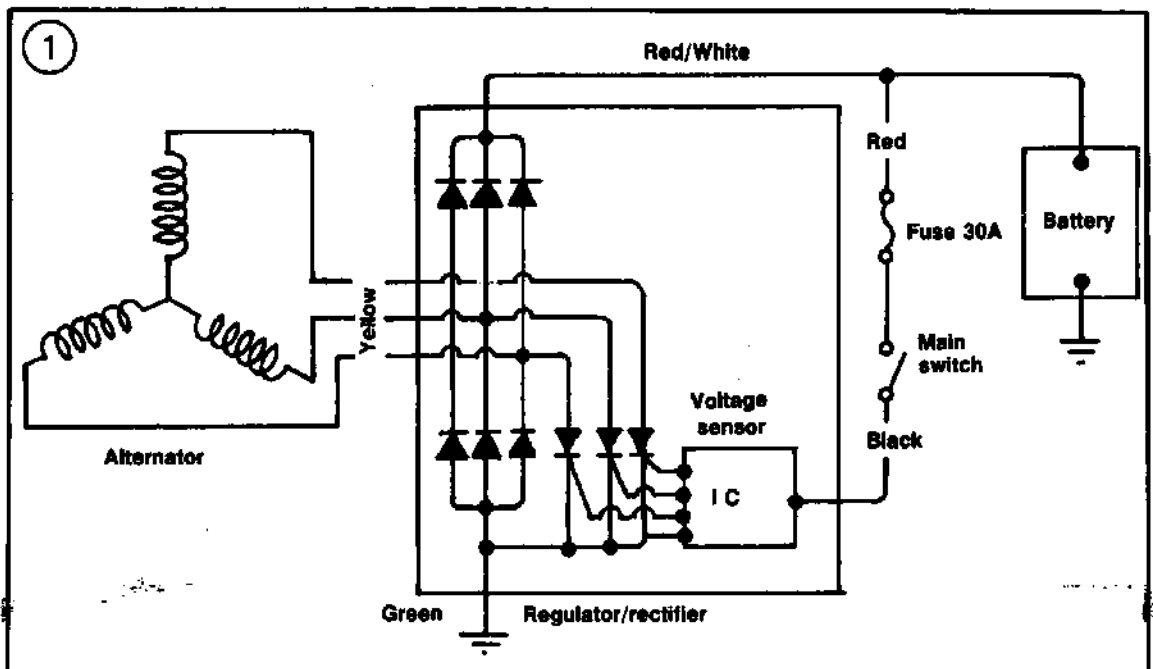 1
Red/White
Red
Fuse 30A
Battery
Yellow
Main
switch
Voltage
sensor
Black
Alternator
I C
Green
Regulator/rectifier